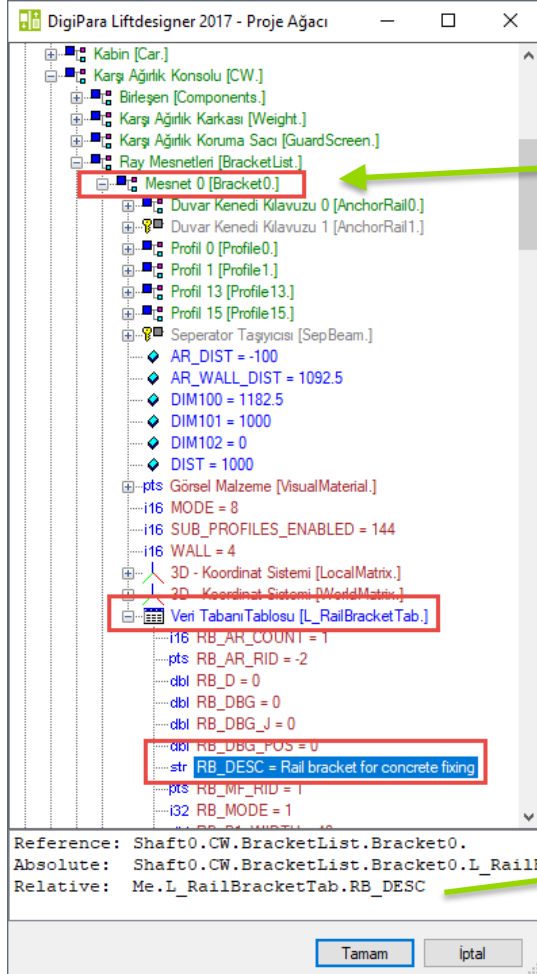 DigiPara Liftdesigner 2017 - Proje Ağacı
Kabin [Car.]
Karşı Ağırlık Konsolu [CW.]
Birleşen [Components.]
Karşı Ağırlık Karkası [Weight.]
Karşı Ağırlık Koruma Sacı [GuardScreen.]
Ray Mesnetleri [BracketList.]
Mesnet 0 [Bracket0.]
Duvar Kenedi Kılavuzu 0 [AnchorRail0.]
Duvar Kenedi Kılavuzu 1 [AnchorRail1.]
Profil 0 [Profile0.]
Profil 1 [Profile1.]
Profil 13 [Profile13.]
Profil 15 [Profile15.]
Seperator Taşıyıcısı [SepBeam.]
AR_DIST = -100
AR_WALL_DIST = 1092.5
DIM100 = 1182.5
DIM101 = 1000
DIM102 = 0
DIST = 1000
pts Görsel Malzeme [VisualMaterial.]
i16 MODE = 8
i16 SUB_PROFILES_ENABLED = 144
i16 WALL = 4
3D - Koordinat Sistemi [LocalMatrix.]
3D - Koordinat Sistemi [WorldMatrix.]
Veri TabanıTablosu [L_RailBracketTab.]
i16 RB_AR_COUNT = 1
pts RB_AR_RID = -2
dbl RB_D = 0
dbl RB_DBG = 0
dbl RB_DBG_J = 0
dbl RB_DBG_POS = 0
str RB_DESC = Rail bracket for concrete fixing
pts RB_MF_RID = 1
i32 RB_MODE = 1
Reference: Shaft0.CW.BracketList.Bracket0.
Absolute: Shaft0.CW.BracketList.Bracket0.L_Rail
Relative: Me.L_RailBracketTab.RB_DESC
Tamam İptal